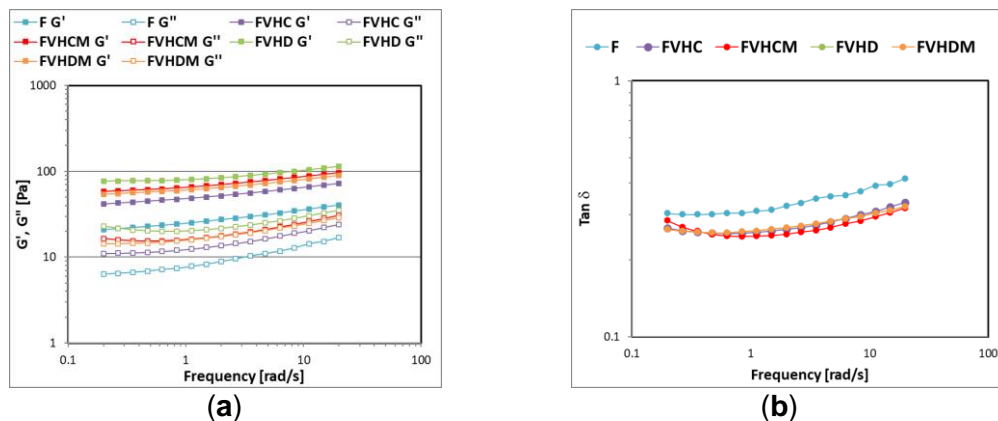 F G' F G'' FVHC G' FVHC G''
FVHCM G' FVHCM G'' FVHD G' FVHD G''
FVHDM G' FVHDM G''
1000
100
10
1
G', G'' [Pa]
0.1 1 10 100
Frequency [rad/s]
(a)
F FVHC FVHCM FVHD FVHDM
1
0.1
Tan δ
0.1 1 10 100
Frequency [rad/s]
(b)